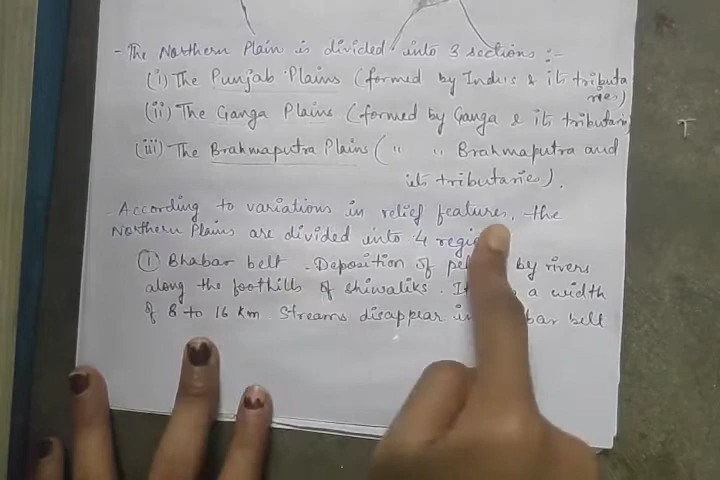 - The Northern Plain is divided into 3 sections :-
(i) The Punjab Plains (formed by Indus & its tributa
ries)
(ii) The Ganga Plains (formed by Ganga & its tributari
(iii) The Brahmaputra Plains ( " " Brahmaputra and
its tributaries).
- According to variations in relief features, the
Northern Plains are divided into 4 regi
① Bhabar belt. Deposition of pe by rivers
along the foothills of shiwaliks. It a width
of 8 to 16 km. Streams disappear in bar belt